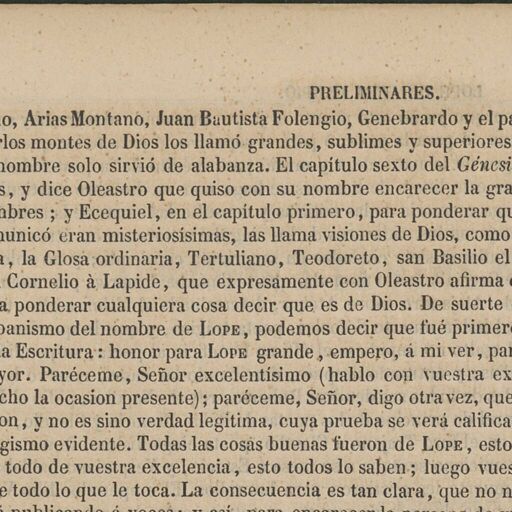 PRELIMINARES.
o, Arias Montano, Juan Bautista Folengio, Genebrardo y el pa
rlos montes de Dios los llamó grandes, sublimes y superiores
nombre solo sirvió de alabanza. El capítulo sexto del Génesi
s, y dice Oleastro que quiso con su nombre encarecer la gra
nbres ; y Ecequiel, en el capítulo primero, para ponderar qu
nunicó eran misteriosísimas, las llama visiones de Dios, como
a, la Glosa ordinaria, Tertuliano, Teodoreto, san Basilio el
Cornelio à Lapide, que expresamente con Oleastro afirma
a ponderar cualquiera cosa decir que es de Dios. De suerte
banismo del nombre de LOPE, podemos decir que fué primero
a Escritura : honor para LOPE grande, empero, á mi ver, par
yor. Paréceme, Señor excelentísimo (hablo con vuestra ex
cho la ocasion presente); paréceme, Señor, digo otra vez, que
on, y no es sino verdad legítima, cuya prueba se verá califica
gismo evidente. Todas las cosas buenas fueron de LOPE, esto
todo de vuestra excelencia, esto todos lo saben; luego vues
e todo lo que le toca. La consecuencia es tan clara, que no n